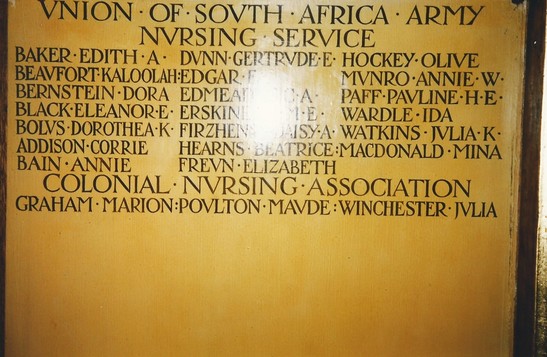 VNION · OF · SOVTH · AFRICA · ARMY
NVRSING · SERVICE
BAKER · EDITH · A · DVNN · GERTRVDE · E · HOCKEY · OLIVE
BEAVFORT · KALOOLAH : EDGAR · MVNRO · ANNIE · W ·
BERNSTEIN · DORA PAFF · PAVLINE · H · E ·
BLACK · ELEANOR · E · E · WARDLE · IDA
BOLVS · DOROTHEA · K · A · WATKINS · JVLIA · K ·
ADDISON · CORRIE HEARNS · BEATRICE : MACDONALD · MINA
BAIN · ANNIE FREVN · ELIZABETH
COLONIAL · NVRSING · ASSOCIATION
GRAHAM · MARION : POVLTON · MAVDE : WINCHESTER · JVLIA